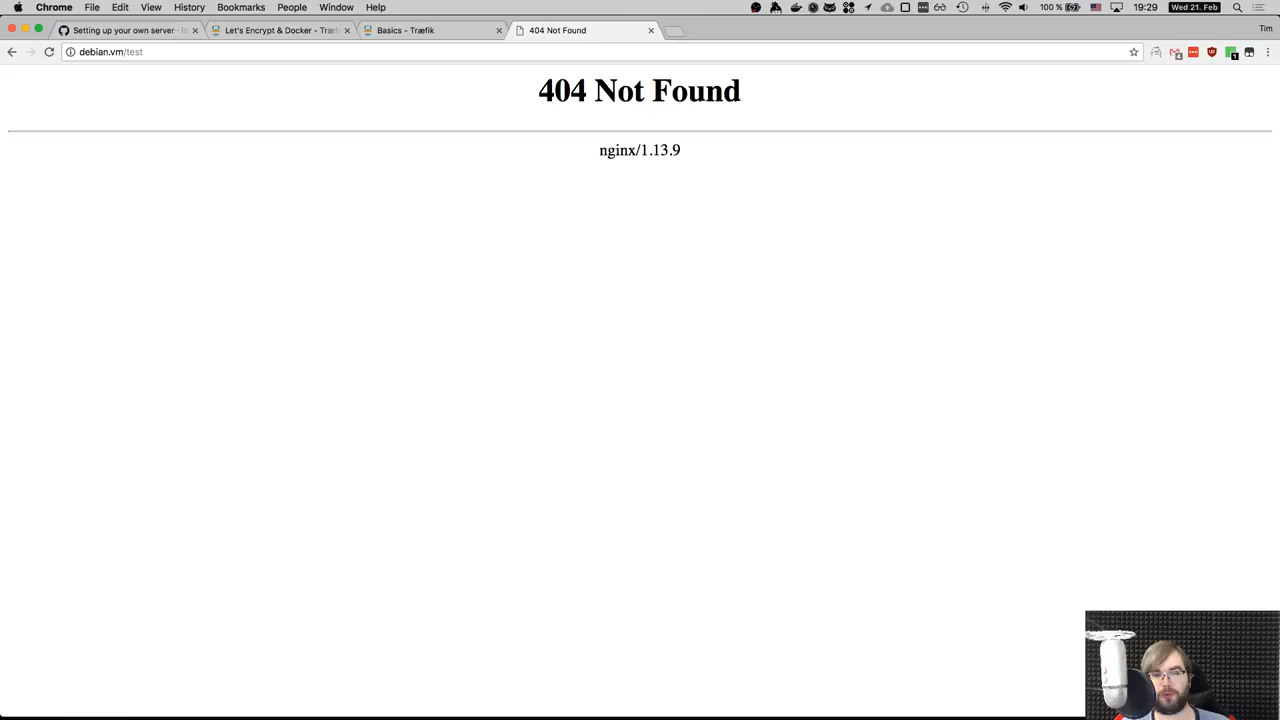 Chrome File Edit View History Bookmarks People Window Help 100 % 19:29 Wed 21. Feb
Setting up your own server Let's Encrypt & Docker - Træf Basics - Træfik 404 Not Found Tim
debian.vm/test
404 Not Found
nginx/1.13.9